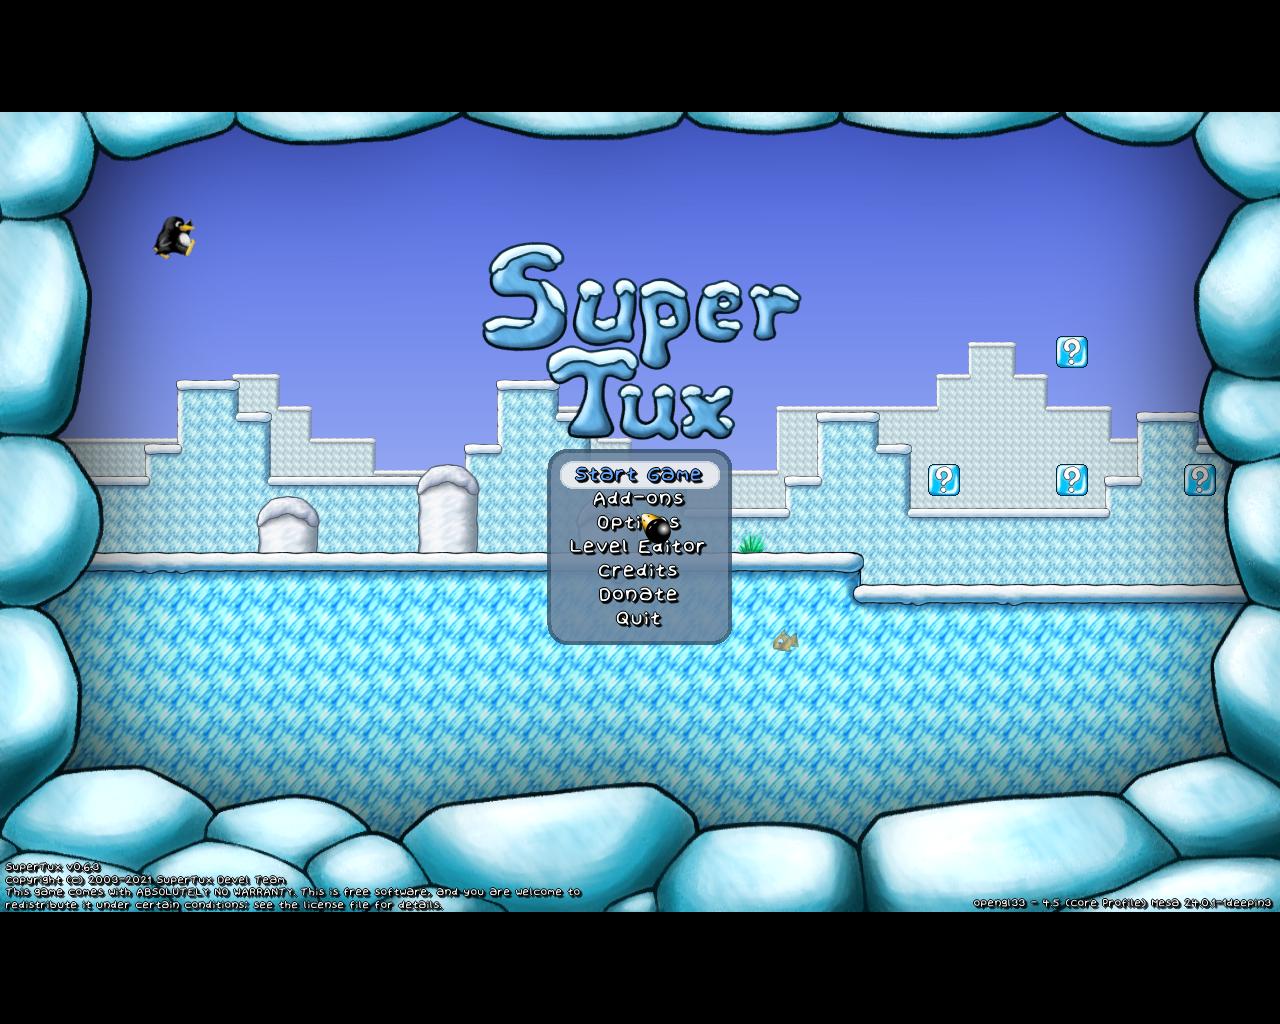 Super
Tux
Start Game
Add-ons
Options
Level Editor
Credits
Donate
Quit
SuperTux v0.6.3
Copyright (c) 2003-2021 SuperTux Devel Team
This game comes with ABSOLUTELY NO WARRANTY. This is free software, and you are welcome to
redistribute it under certain conditions; see the license file for details.
opengl33 - 4.5 (Core Profile) Mesa 24.0.1-1deepin3